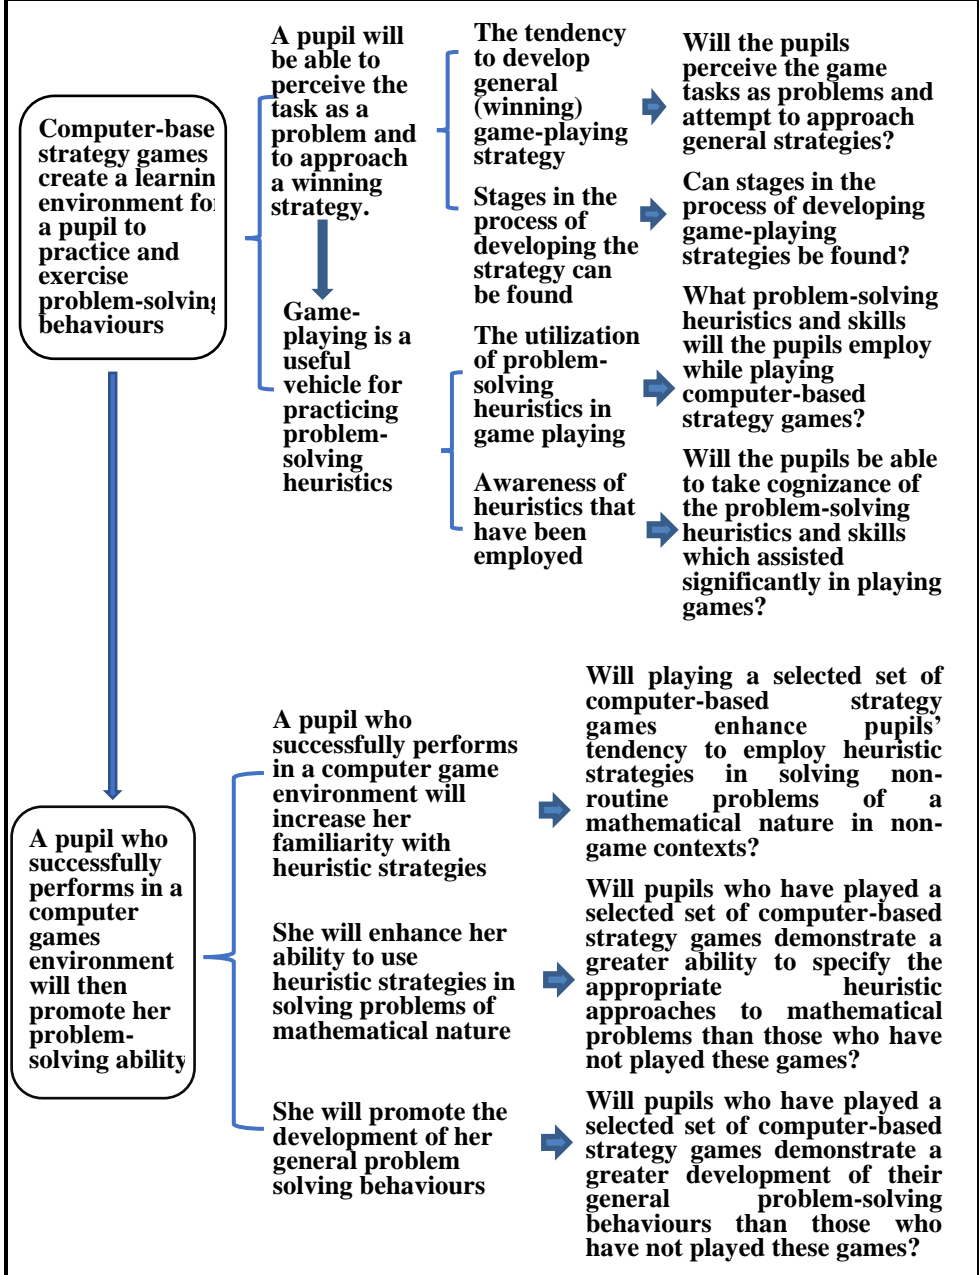 Computer-base
strategy games
create a learnin
environment for
a pupil to
practice and
exercise
problem-solving
behaviours
A pupil will
be able to
perceive the
task as a
problem and
to approach
a winning
strategy.
Game-
playing is a
useful
vehicle for
practicing
problem-
solving
heuristics
The tendency
to develop
general
(winning)
game-playing
strategy
Stages in the
process of
developing the
strategy can
be found
The utilization
of problem-
solving
heuristics in
game playing
Awareness of
heuristics that
have been
employed
Will the pupils
perceive the game
tasks as problems and
attempt to approach
general strategies?
Can stages in the
process of developing
game-playing
strategies be found?
What problem-solving
heuristics and skills
will the pupils employ
while playing
computer-based
strategy games?
Will the pupils be able
to take cognizance of
the problem-solving
heuristics and skills
which assisted
significantly in playing
games?
A pupil who
successfully
performs in a
computer
games
environment
will then
promote her
problem-
solving ability
A pupil who
successfully performs
in a computer game
environment will
increase her
familiarity with
heuristic strategies
She will enhance her
ability to use
heuristic strategies in
solving problems of
mathematical nature
She will promote the
development of her
general problem
solving behaviours
Will playing a selected set of
computer-based strategy
games enhance pupils’
tendency to employ heuristic
strategies in solving non-
routine problems of a
mathematical nature in non-
game contexts?
Will pupils who have played a
selected set of computer-based
strategy games demonstrate a
greater ability to specify the
appropriate heuristic
approaches to mathematical
problems than those who have
not played these games?
Will pupils who have played a
selected set of computer-based
strategy games demonstrate a
greater development of their
general problem-solving
behaviours than those who
have not played these games?